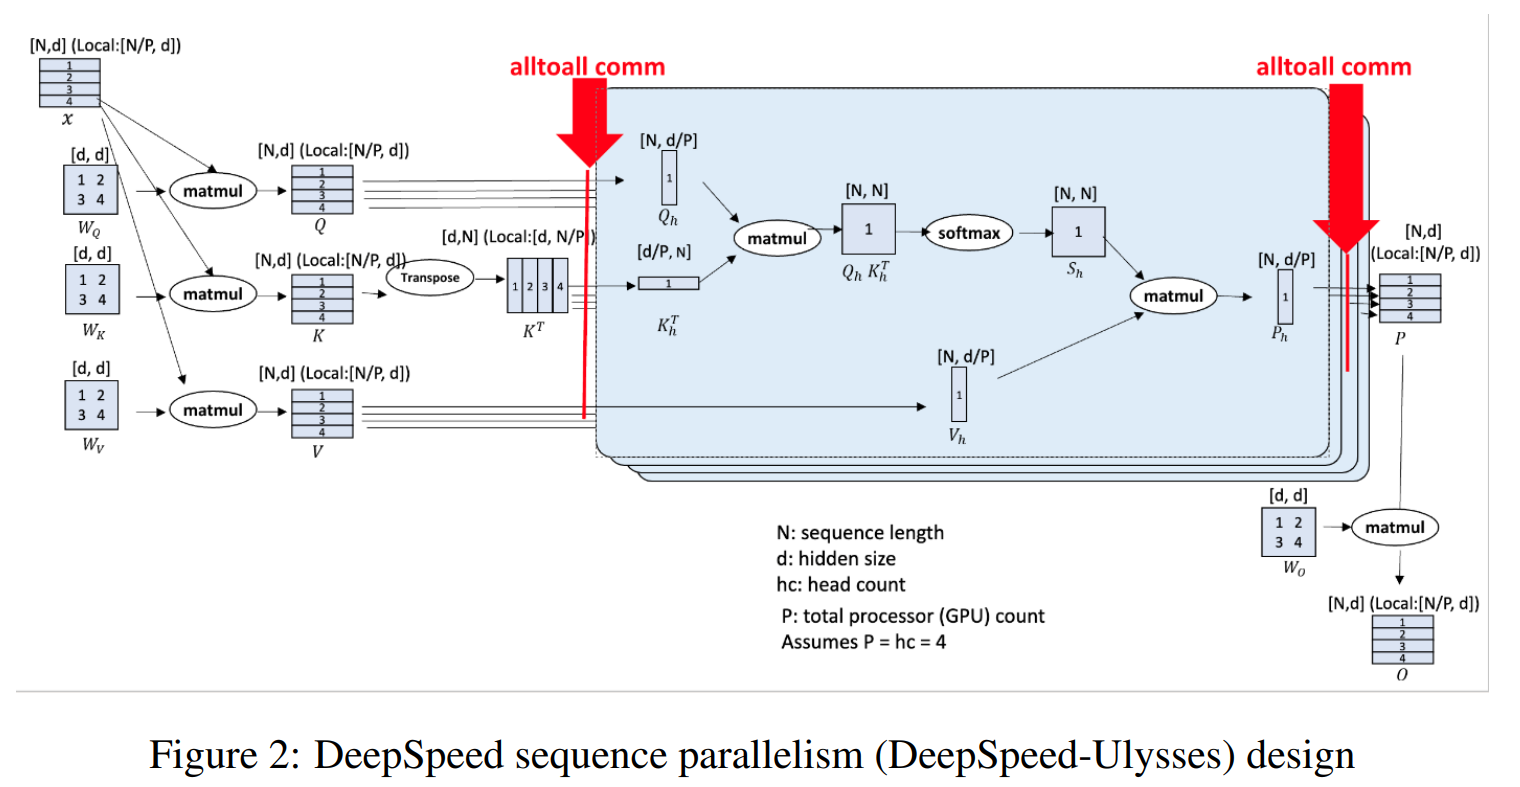 [N,d] (Local:[N/P, d])
1
2
3
4
x
[d, d]
1 2
3 4
W_Q
matmul
[N,d] (Local:[N/P, d])
1
2
3
4
Q
[d, d]
1 2
3 4
W_K
matmul
[N,d] (Local:[N/P, d])
1
2
3
4
K
Transpose
[d,N] (Local:[d, N/P])
1 2 3 4
K^T
[d, d]
1 2
3 4
W_V
matmul
[N,d] (Local:[N/P, d])
1
2
3
4
V
alltoall comm
[N, d/P]
1
Q_h
[d/P, N]
1
K_h^T
matmul
[N, N]
1
Q_h K_h^T
softmax
[N, N]
1
S_h
[N, d/P]
1
V_h
matmul
[N, d/P]
1
P_h
alltoall comm
[N,d]
(Local:[N/P, d])
1
2
3
4
P
[d, d]
1 2
3 4
W_O
matmul
[N,d] (Local:[N/P, d])
1
2
3
4
O
N: sequence length
d: hidden size
hc: head count
P: total processor (GPU) count
Assumes P = hc = 4
Figure 2: DeepSpeed sequence parallelism (DeepSpeed-Ulysses) design